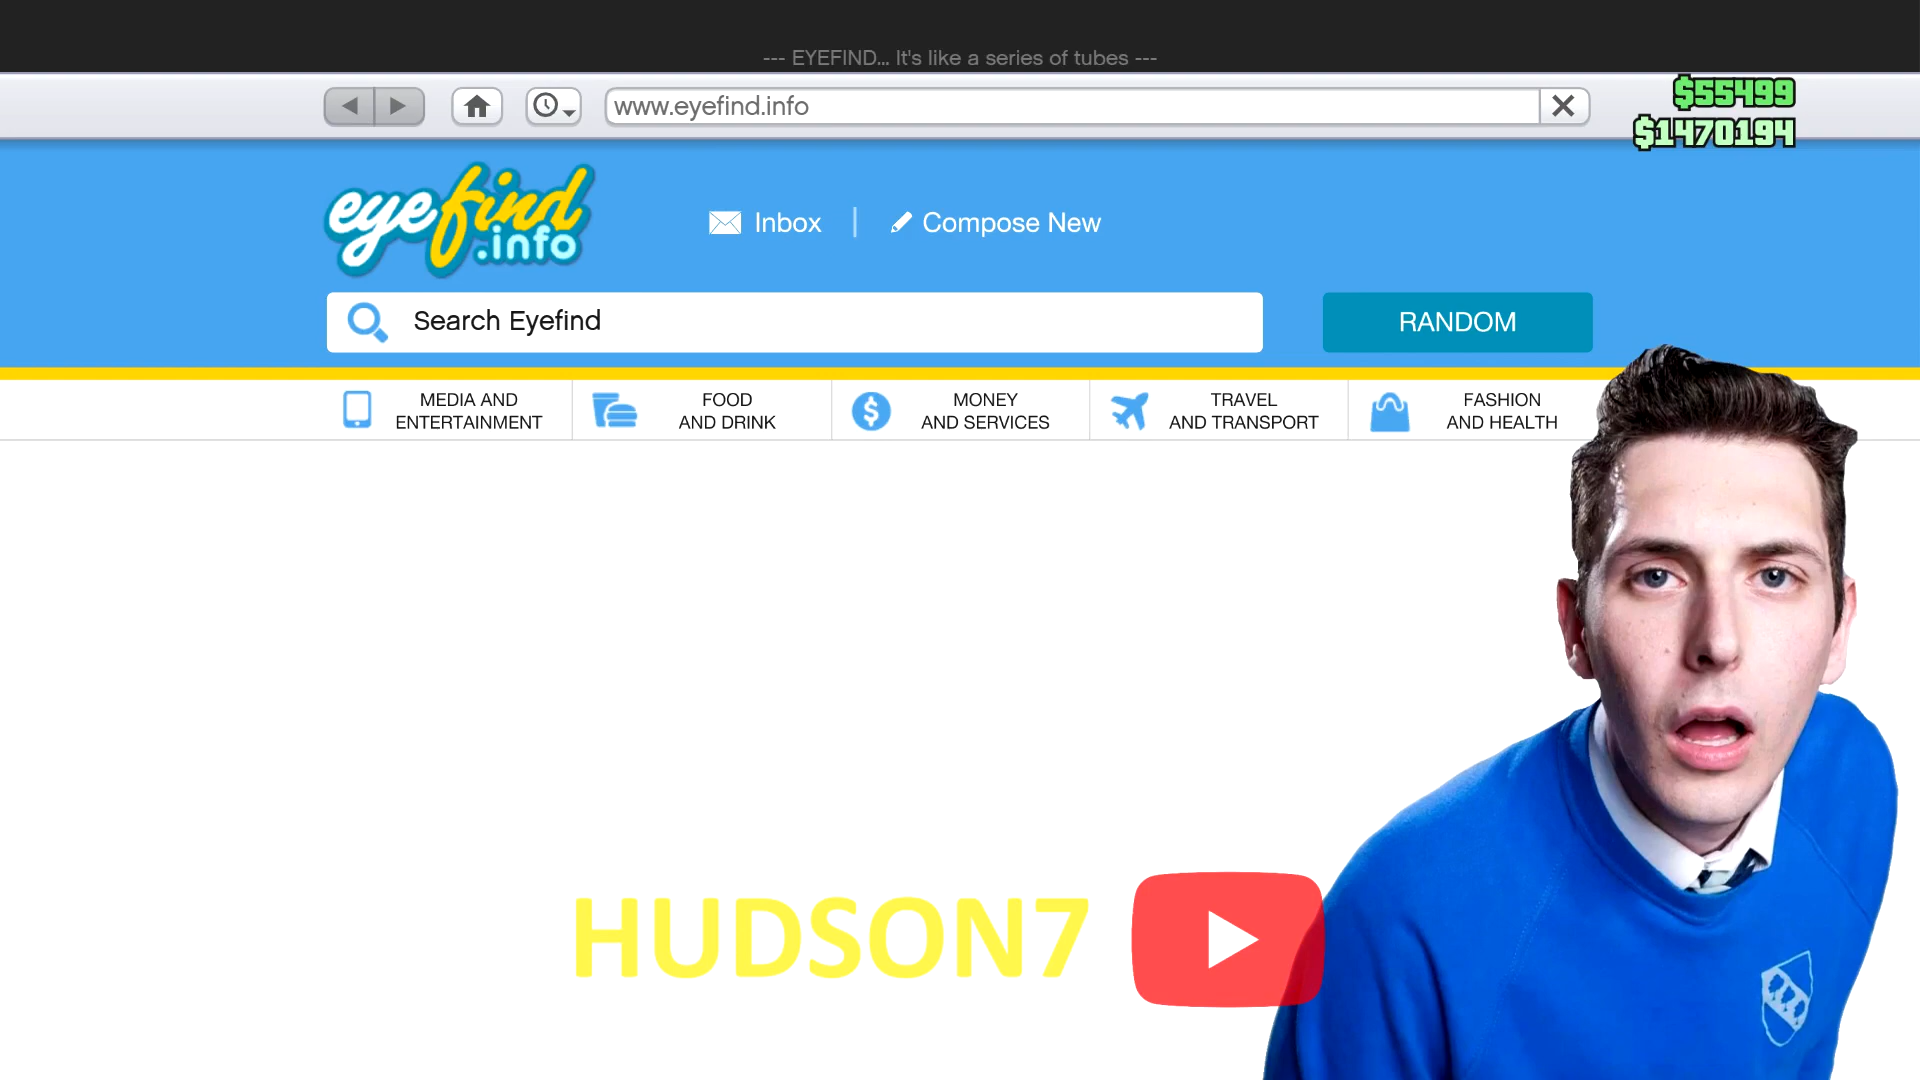 --- EYEFIND... It's like a series of tubes ---
www.eyefind.info
$55499
$1470194
eyefind
.info
Inbox
Compose New
Search Eyefind
RANDOM
MEDIA AND
ENTERTAINMENT
FOOD
AND DRINK
MONEY
AND SERVICES
TRAVEL
AND TRANSPORT
FASHION
AND HEALTH
HUDSON7